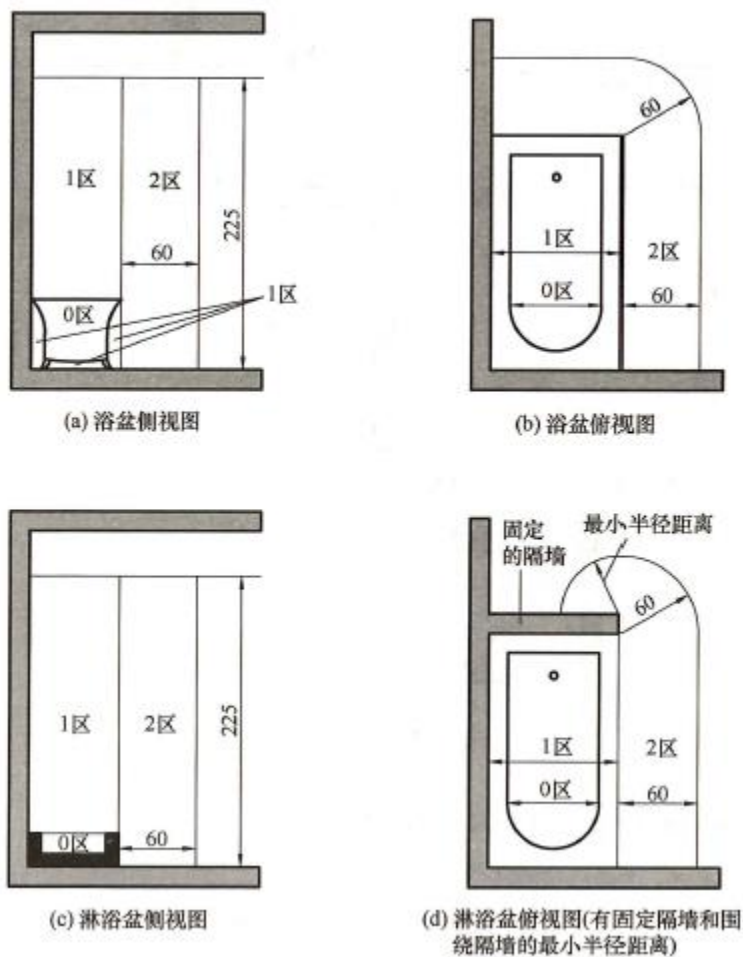 1区
2区
225
60
0区
1区
(a) 浴盆侧视图
60
1区
2区
0区
60
(b) 浴盆俯视图
1区
2区
225
0区
60
(c) 淋浴盆侧视图
固定
的隔墙
最小半径距离
60
1区
2区
0区
60
(d) 淋浴盆俯视图(有固定隔墙和围
绕隔墙的最小半径距离)